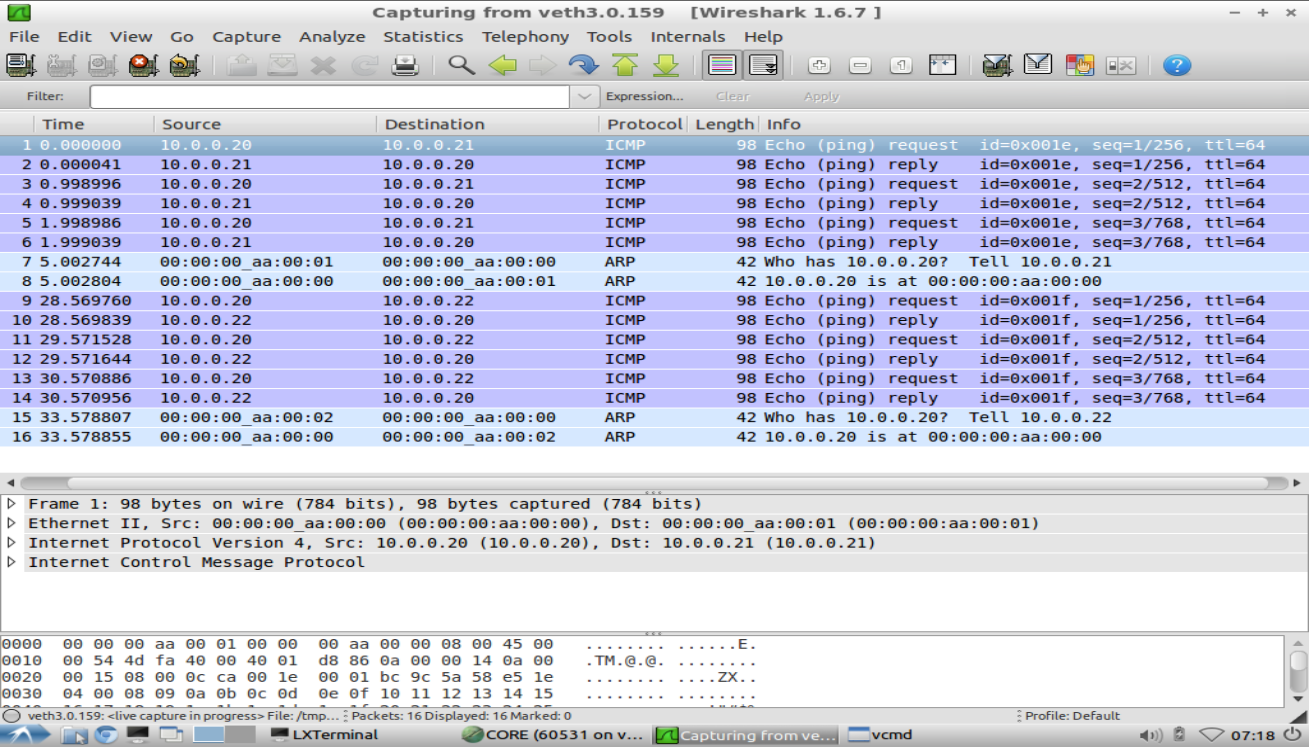 Capturing from veth3.0.159 [Wireshark 1.6.7 ]
File Edit View Go Capture Analyze Statistics Telephony Tools Internals Help
Filter: Expression... Clear Apply
Time Source Destination Protocol Length Info
1 0.000000 10.0.0.20 10.0.0.21 ICMP 98 Echo (ping) request id=0x001e, seq=1/256, ttl=64
2 0.000041 10.0.0.21 10.0.0.20 ICMP 98 Echo (ping) reply id=0x001e, seq=1/256, ttl=64
3 0.998996 10.0.0.20 10.0.0.21 ICMP 98 Echo (ping) request id=0x001e, seq=2/512, ttl=64
4 0.999039 10.0.0.21 10.0.0.20 ICMP 98 Echo (ping) reply id=0x001e, seq=2/512, ttl=64
5 1.998986 10.0.0.20 10.0.0.21 ICMP 98 Echo (ping) request id=0x001e, seq=3/768, ttl=64
6 1.999039 10.0.0.21 10.0.0.20 ICMP 98 Echo (ping) reply id=0x001e, seq=3/768, ttl=64
7 5.002744 00:00:00_aa:00:01 00:00:00_aa:00:00 ARP 42 Who has 10.0.0.20? Tell 10.0.0.21
8 5.002804 00:00:00_aa:00:00 00:00:00_aa:00:01 ARP 42 10.0.0.20 is at 00:00:00:aa:00:00
9 28.569760 10.0.0.20 10.0.0.22 ICMP 98 Echo (ping) request id=0x001f, seq=1/256, ttl=64
10 28.569839 10.0.0.22 10.0.0.20 ICMP 98 Echo (ping) reply id=0x001f, seq=1/256, ttl=64
11 29.571528 10.0.0.20 10.0.0.22 ICMP 98 Echo (ping) request id=0x001f, seq=2/512, ttl=64
12 29.571644 10.0.0.22 10.0.0.20 ICMP 98 Echo (ping) reply id=0x001f, seq=2/512, ttl=64
13 30.570886 10.0.0.20 10.0.0.22 ICMP 98 Echo (ping) request id=0x001f, seq=3/768, ttl=64
14 30.570956 10.0.0.22 10.0.0.20 ICMP 98 Echo (ping) reply id=0x001f, seq=3/768, ttl=64
15 33.578807 00:00:00_aa:00:02 00:00:00_aa:00:00 ARP 42 Who has 10.0.0.20? Tell 10.0.0.22
16 33.578855 00:00:00_aa:00:00 00:00:00_aa:00:02 ARP 42 10.0.0.20 is at 00:00:00:aa:00:00
Frame 1: 98 bytes on wire (784 bits), 98 bytes captured (784 bits)
Ethernet II, Src: 00:00:00_aa:00:00 (00:00:00:aa:00:00), Dst: 00:00:00_aa:00:01 (00:00:00:aa:00:01)
Internet Protocol Version 4, Src: 10.0.0.20 (10.0.0.20), Dst: 10.0.0.21 (10.0.0.21)
Internet Control Message Protocol
0000 00 00 00 aa 00 01 00 00 00 aa 00 00 08 00 45 00 ........ ......E.
0010 00 54 4d fa 40 00 40 01 d8 86 0a 00 00 14 0a 00 .TM.@.@. ........
0020 00 15 08 00 0c ca 00 1e 00 01 bc 9c 5a 58 e5 1e ........ ....ZX..
0030 04 00 08 09 0a 0b 0c 0d 0e 0f 10 11 12 13 14 15 ........ ........
veth3.0.159: <live capture in progress> File: /tmp... Packets: 16 Displayed: 16 Marked: 0 Profile: Default
LXTerminal CORE (60531 on v... Capturing from ve... vcmd 07:18